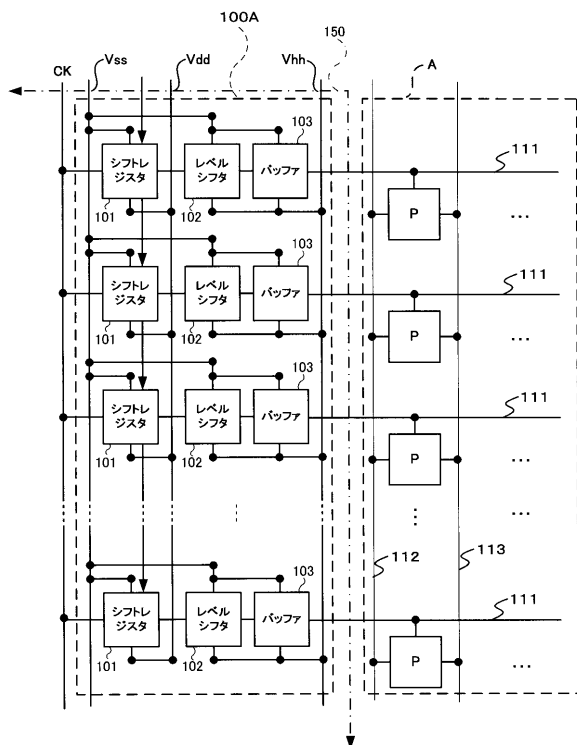 100A
150
CK
Vss
Vdd
Vhh
A
103
シフトレ
ジスタ
レベル
シフタ
バッファ
111
101
102
P
...
103
シフトレ
ジスタ
レベル
シフタ
バッファ
111
101
102
P
...
103
シフトレ
ジスタ
レベル
シフタ
バッファ
111
101
102
P
...
...
...
112
113
103
シフトレ
ジスタ
レベル
シフタ
バッファ
111
101
102
P
...